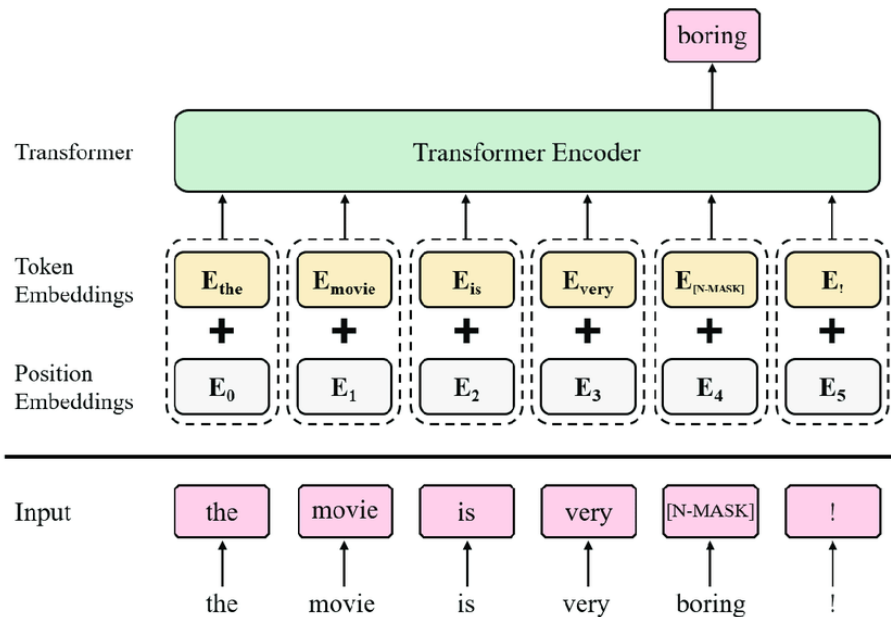 boring
Transformer
Transformer Encoder
Token
Embeddings
E_the E_movie E_is E_very E_[N-MASK] E_!
+ + + + + +
Position
Embeddings
E_0 E_1 E_2 E_3 E_4 E_5
Input
the movie is very [N-MASK] !
the movie is very boring !